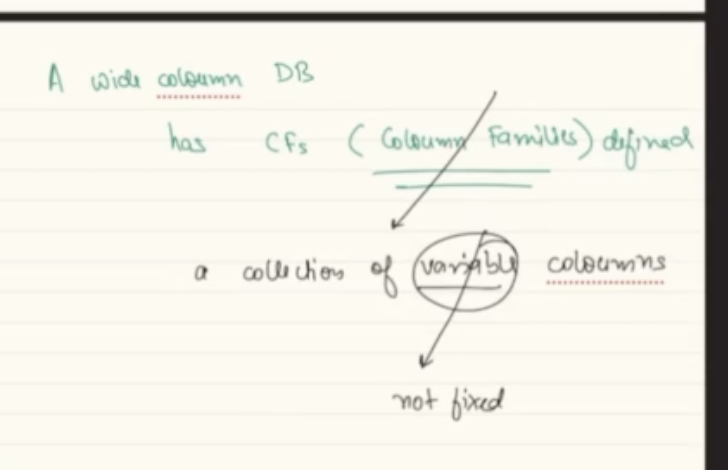 A wide coloumn DB
has CFs (Coloumn Families) defined
a collection of variable coloumns
not fixed